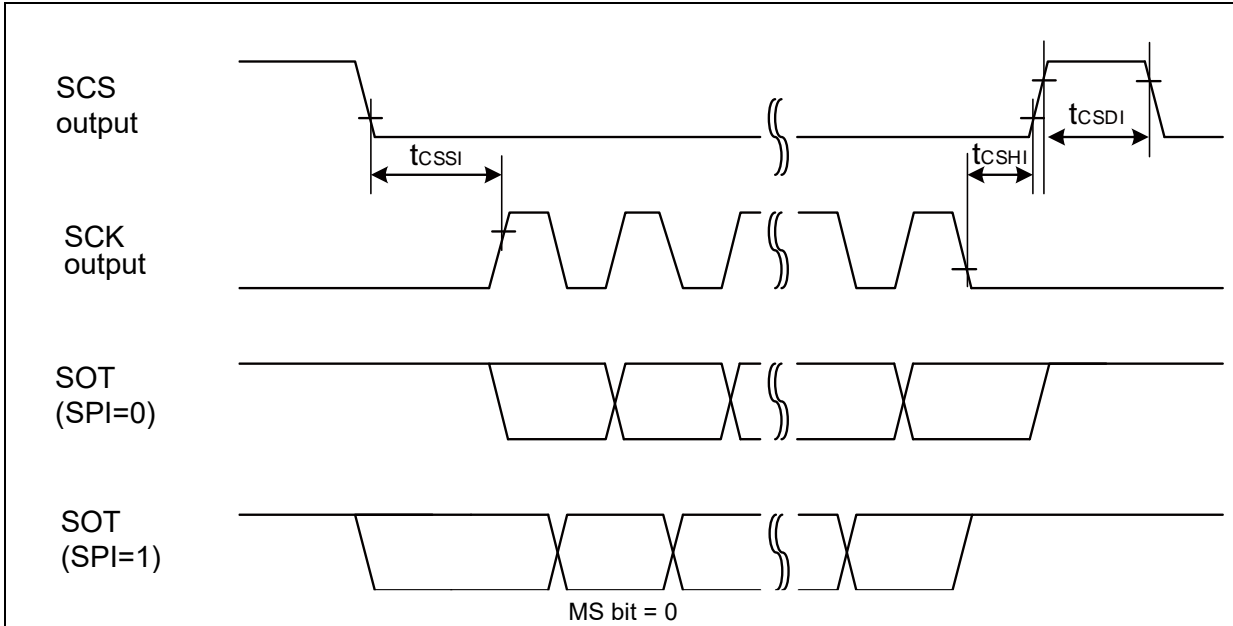 SCS
output
tCSSI
tCSHI
tCSDI
SCK
output
SOT
(SPI=0)
SOT
(SPI=1)
MS bit = 0